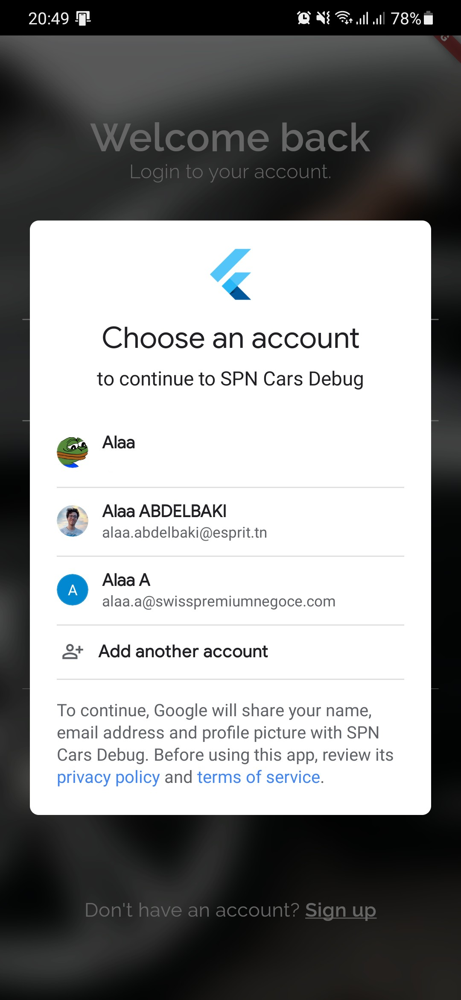 20:49
78%
G
Welcome back
Login to your account.
Choose an account
to continue to SPN Cars Debug
Alaa
Alaa ABDELBAKI
alaa.abdelbaki@esprit.tn
A
Alaa A
alaa.a@swisspremiumnegoce.com
Add another account
To continue, Google will share your name,
email address and profile picture with SPN
Cars Debug. Before using this app, review its
privacy policy and terms of service.
Don't have an account? Sign up